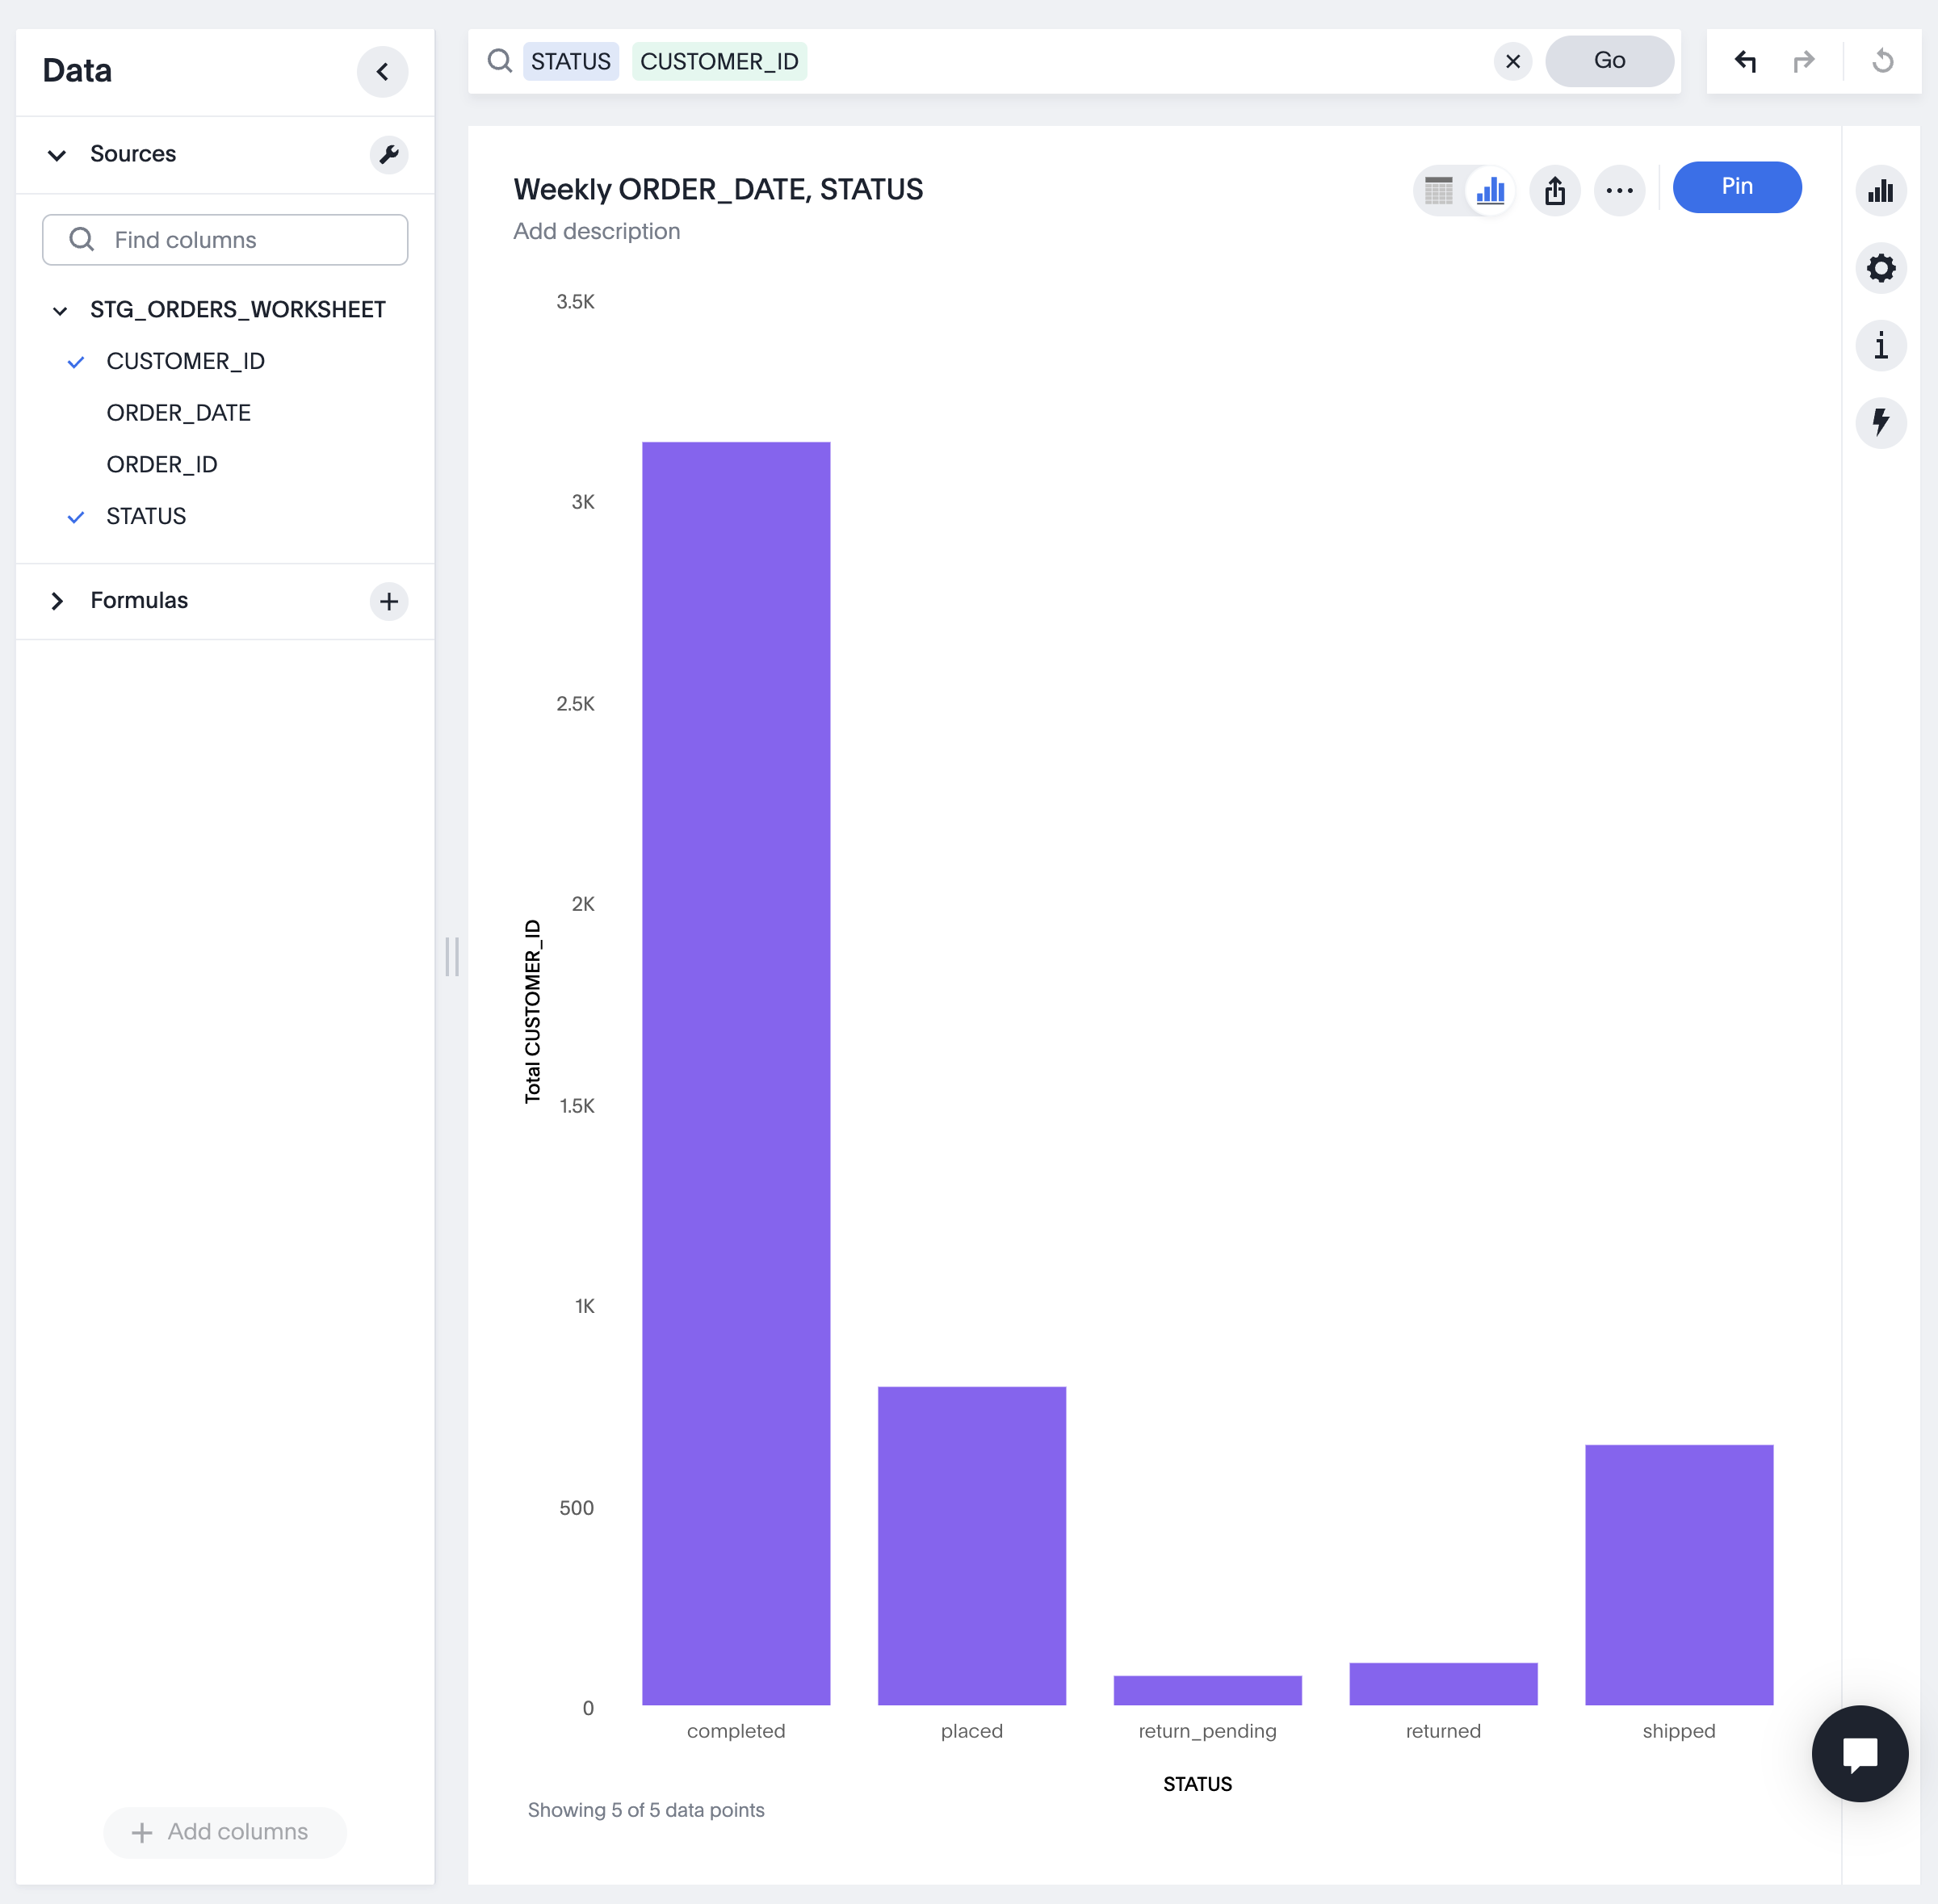 Data
Sources
Find columns
STG_ORDERS_WORKSHEET
CUSTOMER_ID
ORDER_DATE
ORDER_ID
STATUS
Formulas
Add columns
STATUS CUSTOMER_ID
Go
Weekly ORDER_DATE, STATUS
Add description
Pin
Total CUSTOMER_ID
3.5K
3K
2.5K
2K
1.5K
1K
500
0
completed placed return_pending returned shipped
STATUS
Showing 5 of 5 data points